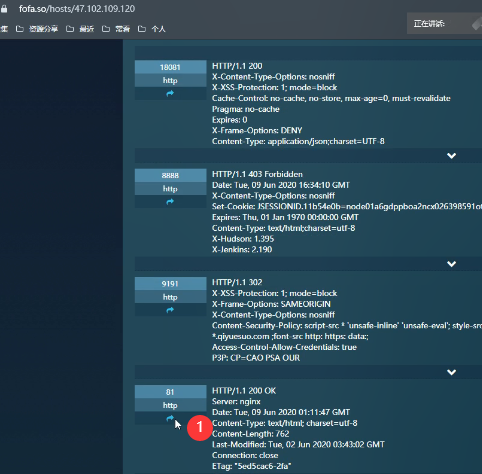 fofa.so/hosts/47.102.109.120
正在讲话:
集 资源分享 最近 常看 个人
18081
http
HTTP/1.1 200
X-Content-Type-Options: nosniff
X-XSS-Protection: 1; mode=block
Cache-Control: no-cache, no-store, max-age=0, must-revalidate
Pragma: no-cache
Expires: 0
X-Frame-Options: DENY
Content-Type: application/json;charset=UTF-8
8888
http
HTTP/1.1 403 Forbidden
Date: Tue, 09 Jun 2020 16:34:10 GMT
X-Content-Type-Options: nosniff
Set-Cookie: JSESSIONID.11b54e0b=node01a6gdppboa2ncx026398591o
Expires: Thu, 01 Jan 1970 00:00:00 GMT
Content-Type: text/html;charset=utf-8
X-Hudson: 1.395
X-Jenkins: 2.190
9191
http
HTTP/1.1 302
X-XSS-Protection: 1; mode=block
X-Frame-Options: SAMEORIGIN
X-Content-Type-Options: nosniff
Content-Security-Policy: script-src * 'unsafe-inline' 'unsafe-eval'; style-src
*.qiyuesuo.com ;font-src http: https: data:;
Access-Control-Allow-Credentials: true
P3P: CP=CAO PSA OUR
81
http
1
HTTP/1.1 200 OK
Server: nginx
Date: Tue, 09 Jun 2020 01:11:47 GMT
Content-Type: text/html; charset=utf-8
Content-Length: 762
Last-Modified: Tue, 02 Jun 2020 03:43:02 GMT
Connection: close
ETag: "5ed5cac6-2fa"